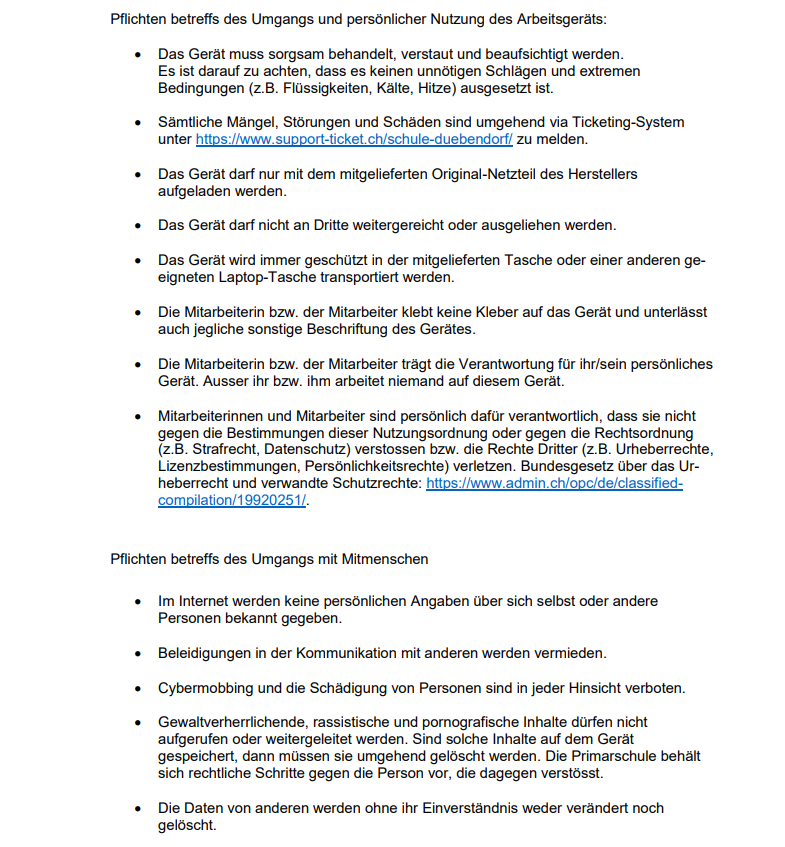 Pflichten betreffs des Umgangs und persönlicher Nutzung des Arbeitsgeräts:
• Das Gerät muss sorgsam behandelt, verstaut und beaufsichtigt werden.
Es ist darauf zu achten, dass es keinen unnötigen Schlägen und extremen
Bedingungen (z.B. Flüssigkeiten, Kälte, Hitze) ausgesetzt ist.
• Sämtliche Mängel, Störungen und Schäden sind umgehend via Ticketing-System
unter https://www.support-ticket.ch/schule-duebendorf/ zu melden.
• Das Gerät darf nur mit dem mitgelieferten Original-Netzteil des Herstellers
aufgeladen werden.
• Das Gerät darf nicht an Dritte weitergereicht oder ausgeliehen werden.
• Das Gerät wird immer geschützt in der mitgelieferten Tasche oder einer anderen ge-
eigneten Laptop-Tasche transportiert werden.
• Die Mitarbeiterin bzw. der Mitarbeiter klebt keine Kleber auf das Gerät und unterlässt
auch jegliche sonstige Beschriftung des Gerätes.
• Die Mitarbeiterin bzw. der Mitarbeiter trägt die Verantwortung für ihr/sein persönliches
Gerät. Ausser ihr bzw. ihm arbeitet niemand auf diesem Gerät.
• Mitarbeiterinnen und Mitarbeiter sind persönlich dafür verantwortlich, dass sie nicht
gegen die Bestimmungen dieser Nutzungsordnung oder gegen die Rechtsordnung
(z.B. Strafrecht, Datenschutz) verstossen bzw. die Rechte Dritter (z.B. Urheberrechte,
Lizenzbestimmungen, Persönlichkeitsrechte) verletzen. Bundesgesetz über das Ur-
heberrecht und verwandte Schutzrechte: https://www.admin.ch/opc/de/classified-
compilation/19920251/.
Pflichten betreffs des Umgangs mit Mitmenschen
• Im Internet werden keine persönlichen Angaben über sich selbst oder andere
Personen bekannt gegeben.
• Beleidigungen in der Kommunikation mit anderen werden vermieden.
• Cybermobbing und die Schädigung von Personen sind in jeder Hinsicht verboten.
• Gewaltverherrlichende, rassistische und pornografische Inhalte dürfen nicht
aufgerufen oder weitergeleitet werden. Sind solche Inhalte auf dem Gerät
gespeichert, dann müssen sie umgehend gelöscht werden. Die Primarschule behält
sich rechtliche Schritte gegen die Person vor, die dagegen verstösst.
• Die Daten von anderen werden ohne ihr Einverständnis weder verändert noch
gelöscht.